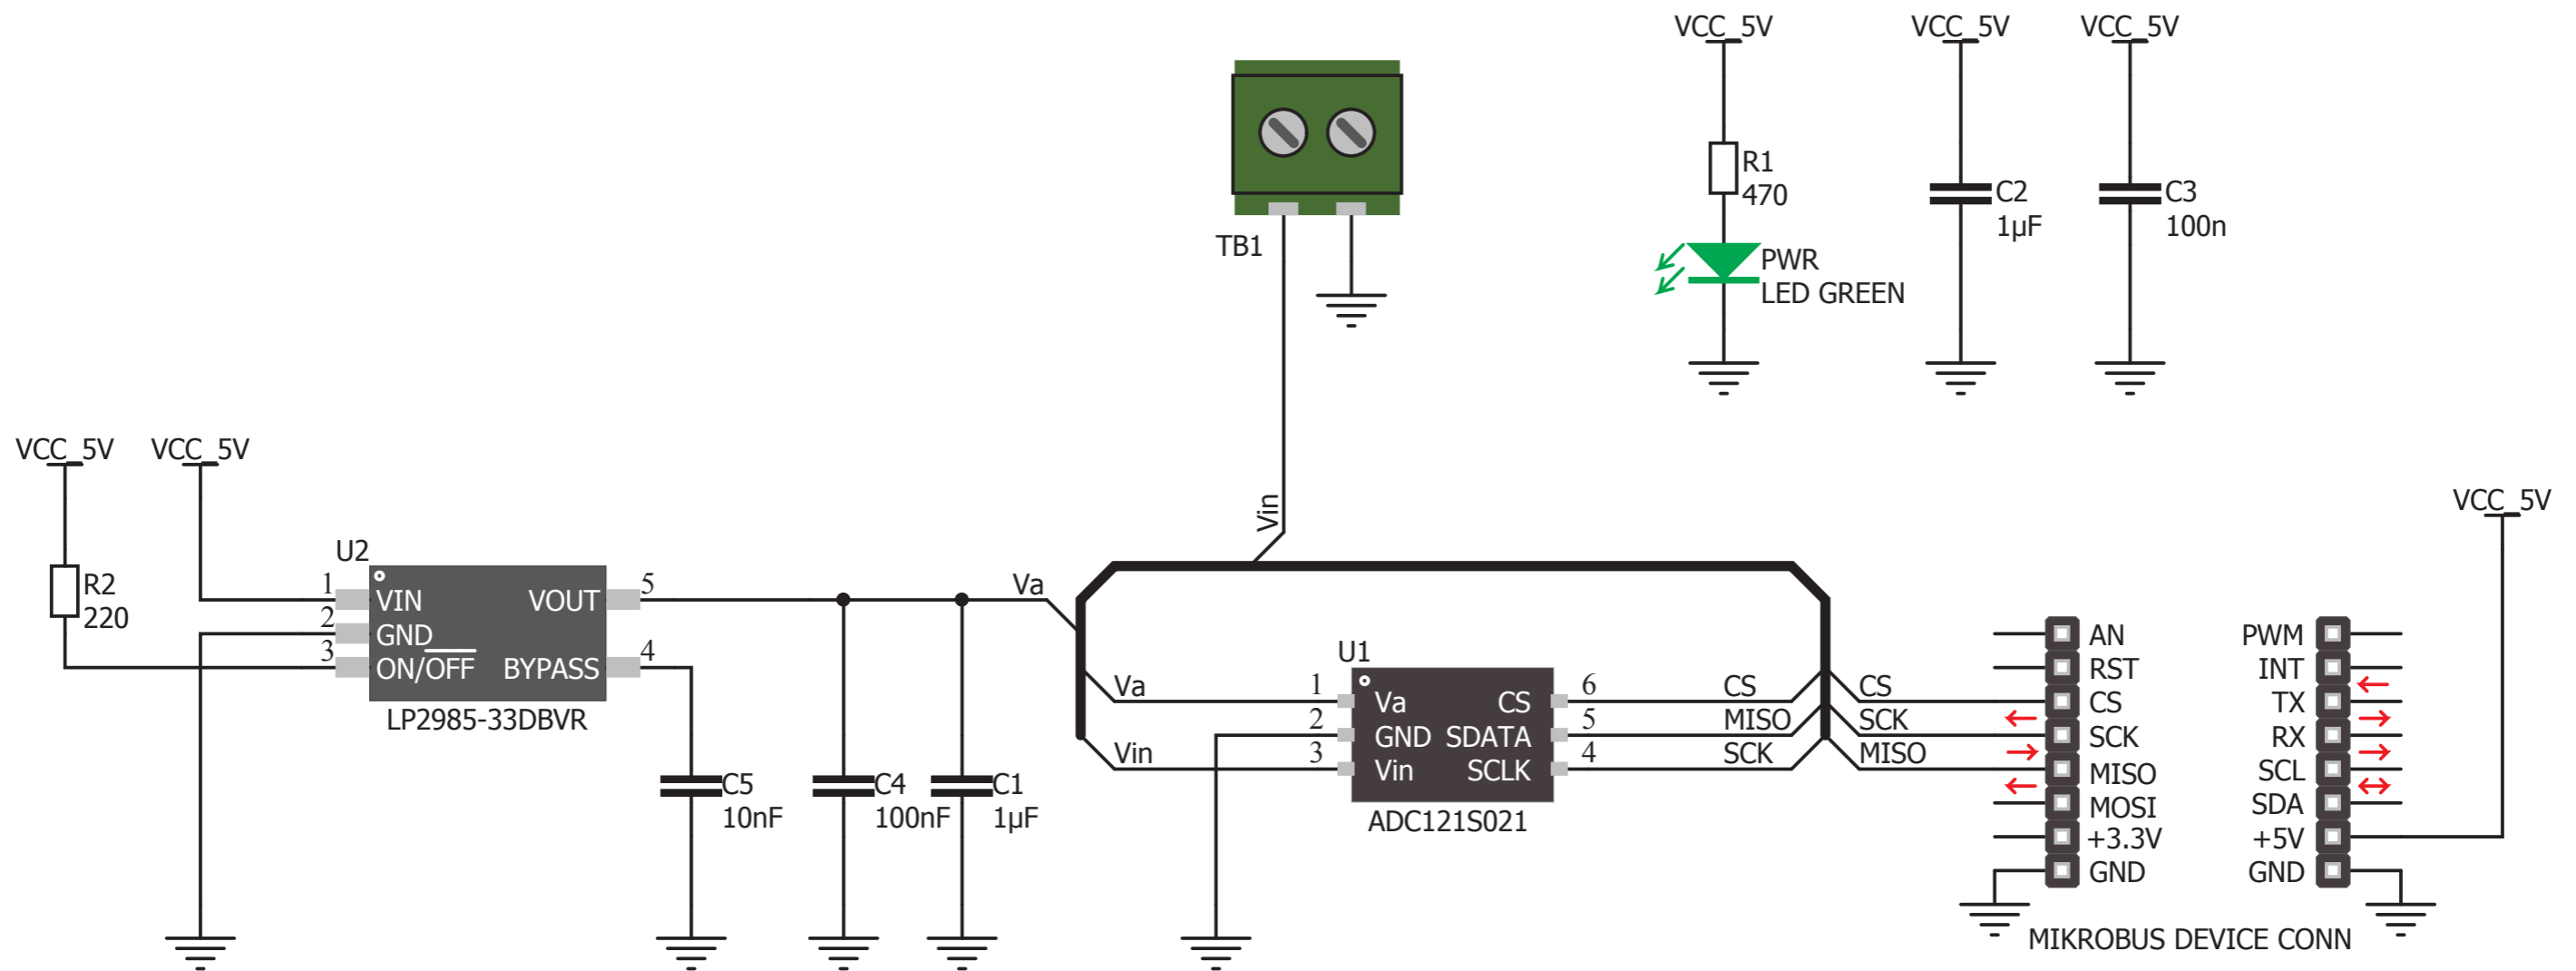 VCC_5V
VCC_5V
VCC_5V
TB1
R1
470
PWR
LED GREEN
C2
1µF
C3
100n
VCC_5V
VCC_5V
R2
220
U2
1
2
3
VIN
GND
ON/OFF
VOUT
BYPASS
5
4
LP2985-33DBVR
C5
10nF
C4
100nF
C1
1µF
Va
Vin
Va
Vin
U1
1
2
3
Va
GND
Vin
CS
SDATA
SCLK
6
5
4
ADC121S021
CS
MISO
SCK
CS
SCK
MISO
AN
RST
CS
SCK
MISO
MOSI
+3.3V
GND
PWM
INT
TX
RX
SCL
SDA
+5V
GND
VCC_5V
MIKROBUS DEVICE CONN